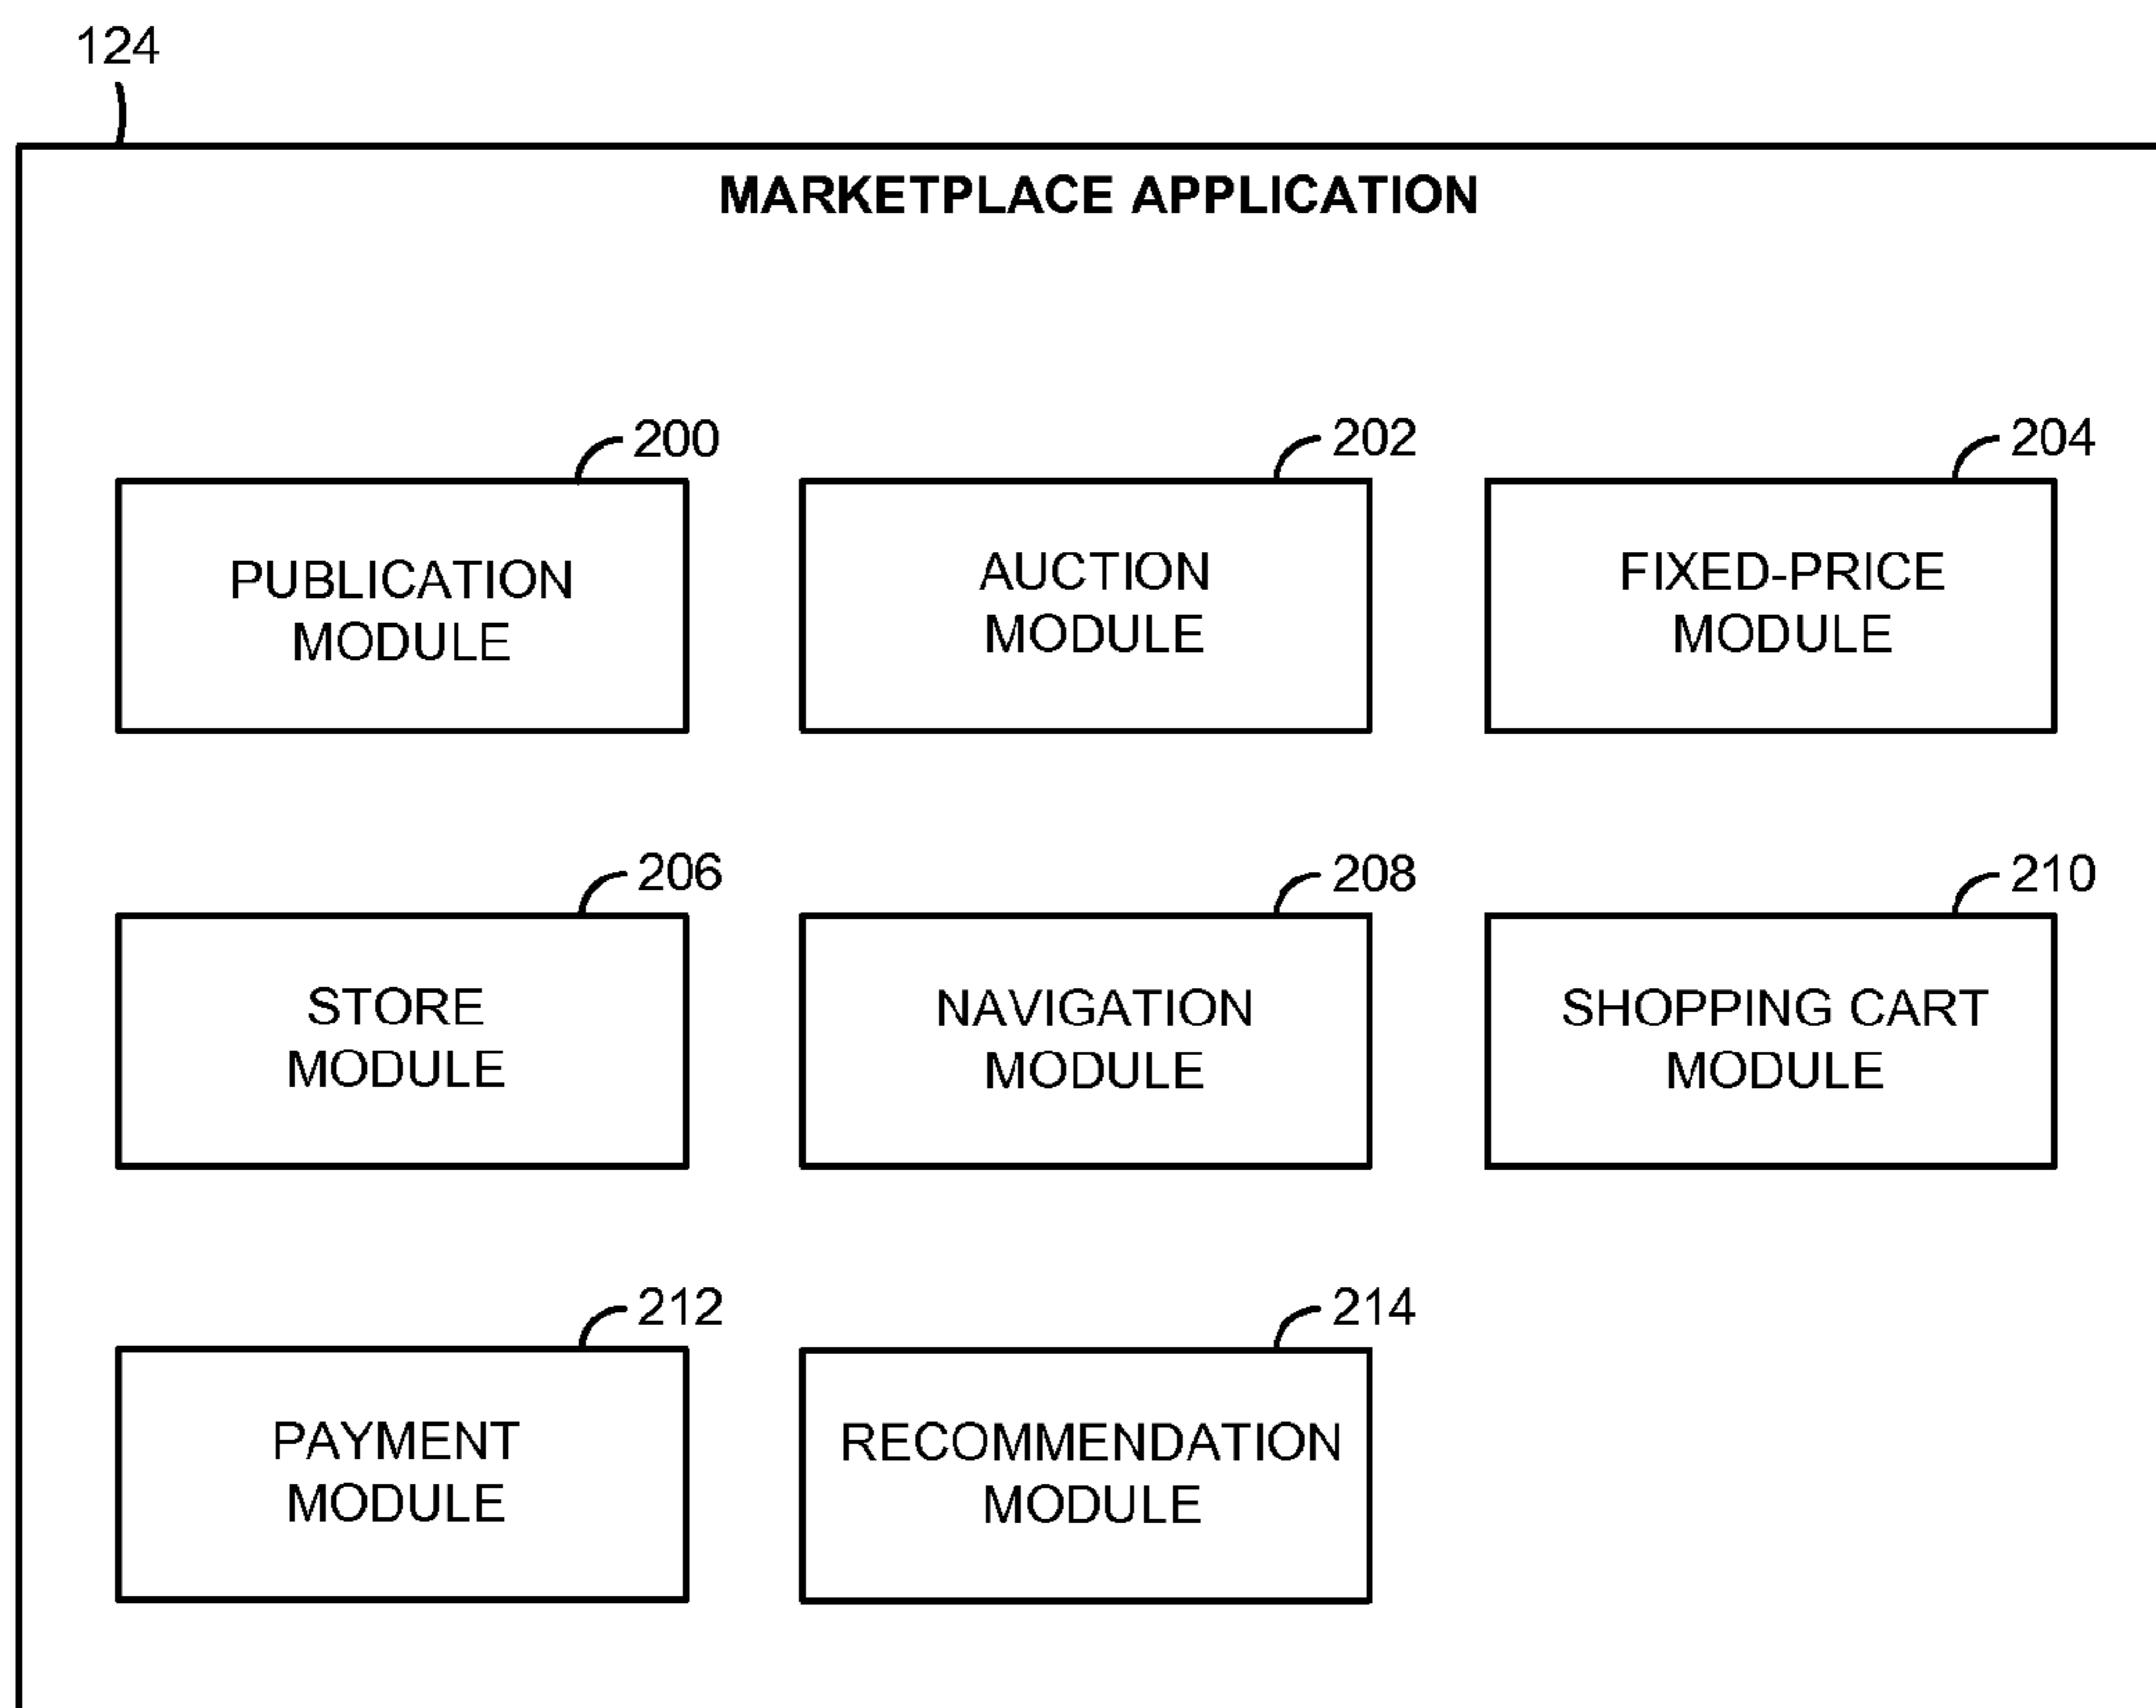 124
MARKETPLACE APPLICATION
200
202
204
PUBLICATION
MODULE
AUCTION
MODULE
FIXED-PRICE
MODULE
206
208
210
STORE
MODULE
NAVIGATION
MODULE
SHOPPING CART
MODULE
212
214
PAYMENT
MODULE
RECOMMENDATION
MODULE